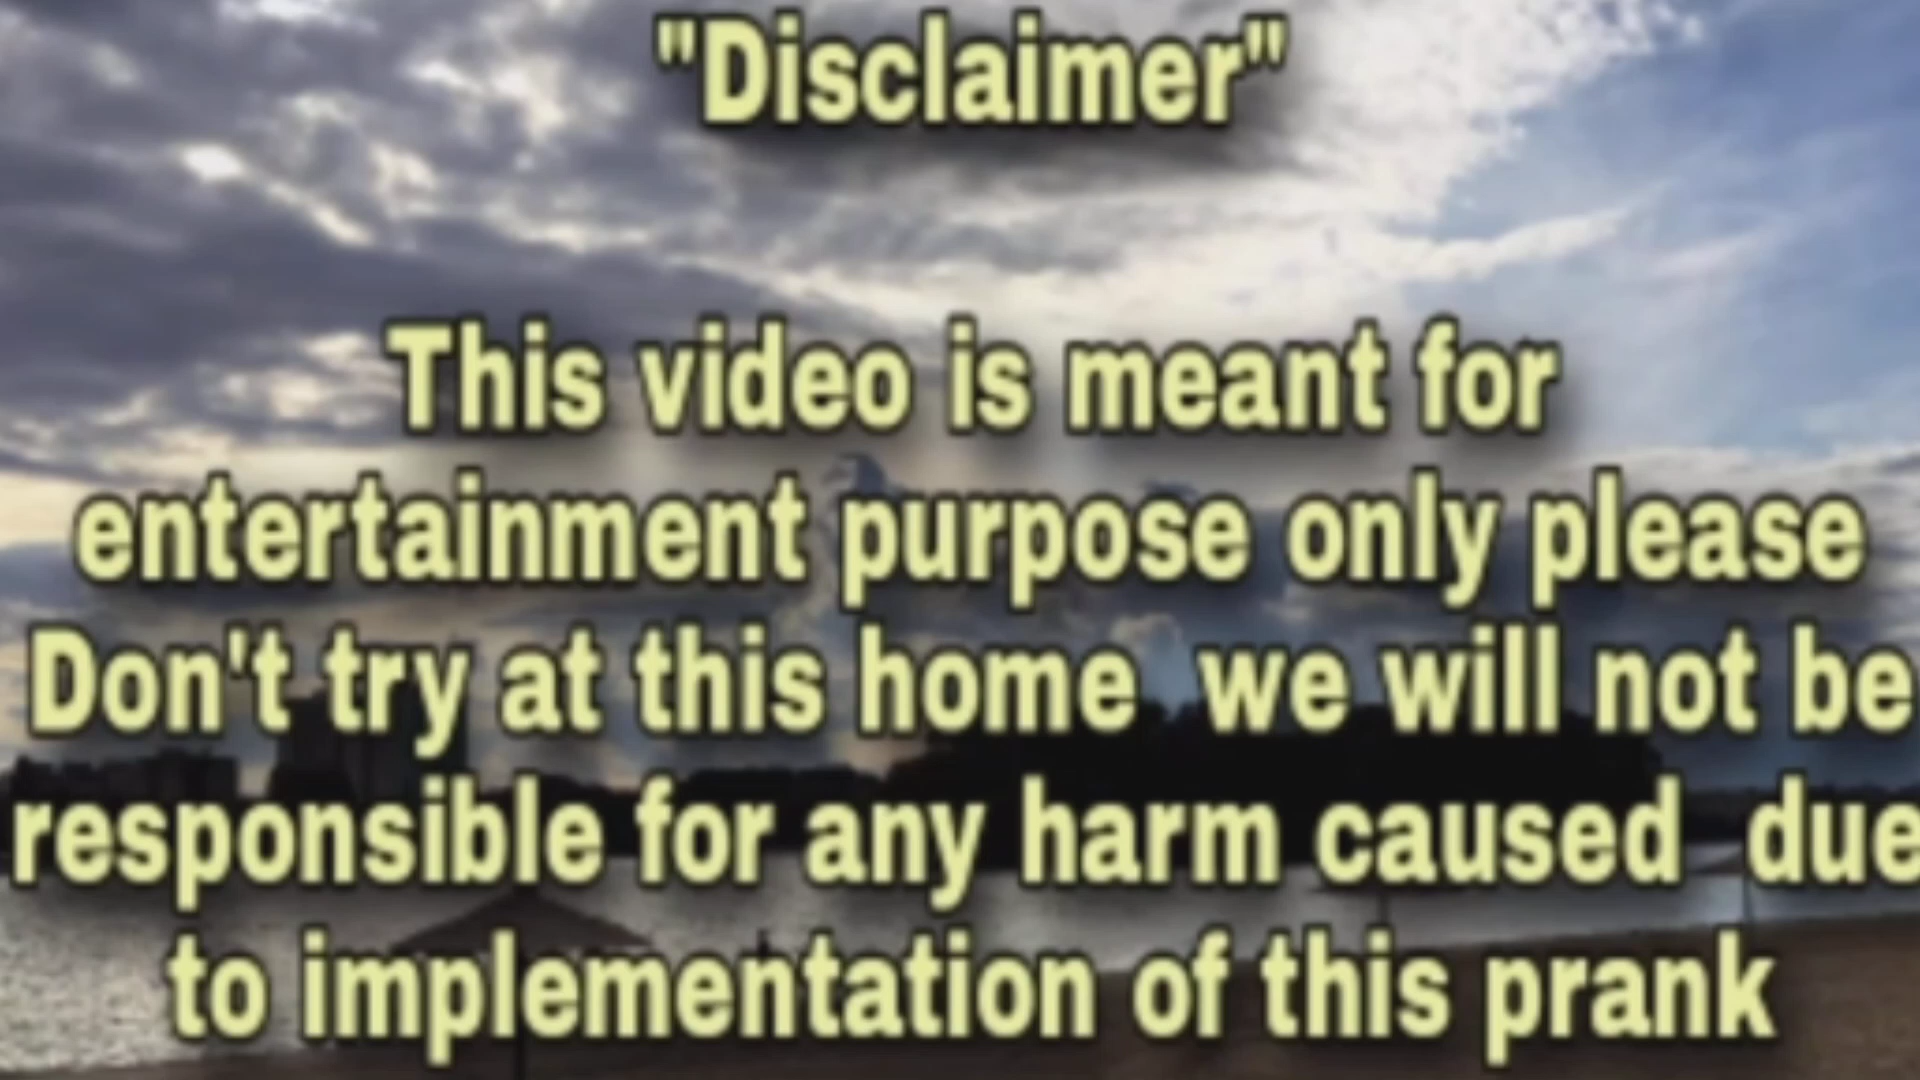 "Disclaimer"
This video is meant for
entertainment purpose only please
Don't try at this home we will not be
responsible for any harm caused due
to implementation of this prank